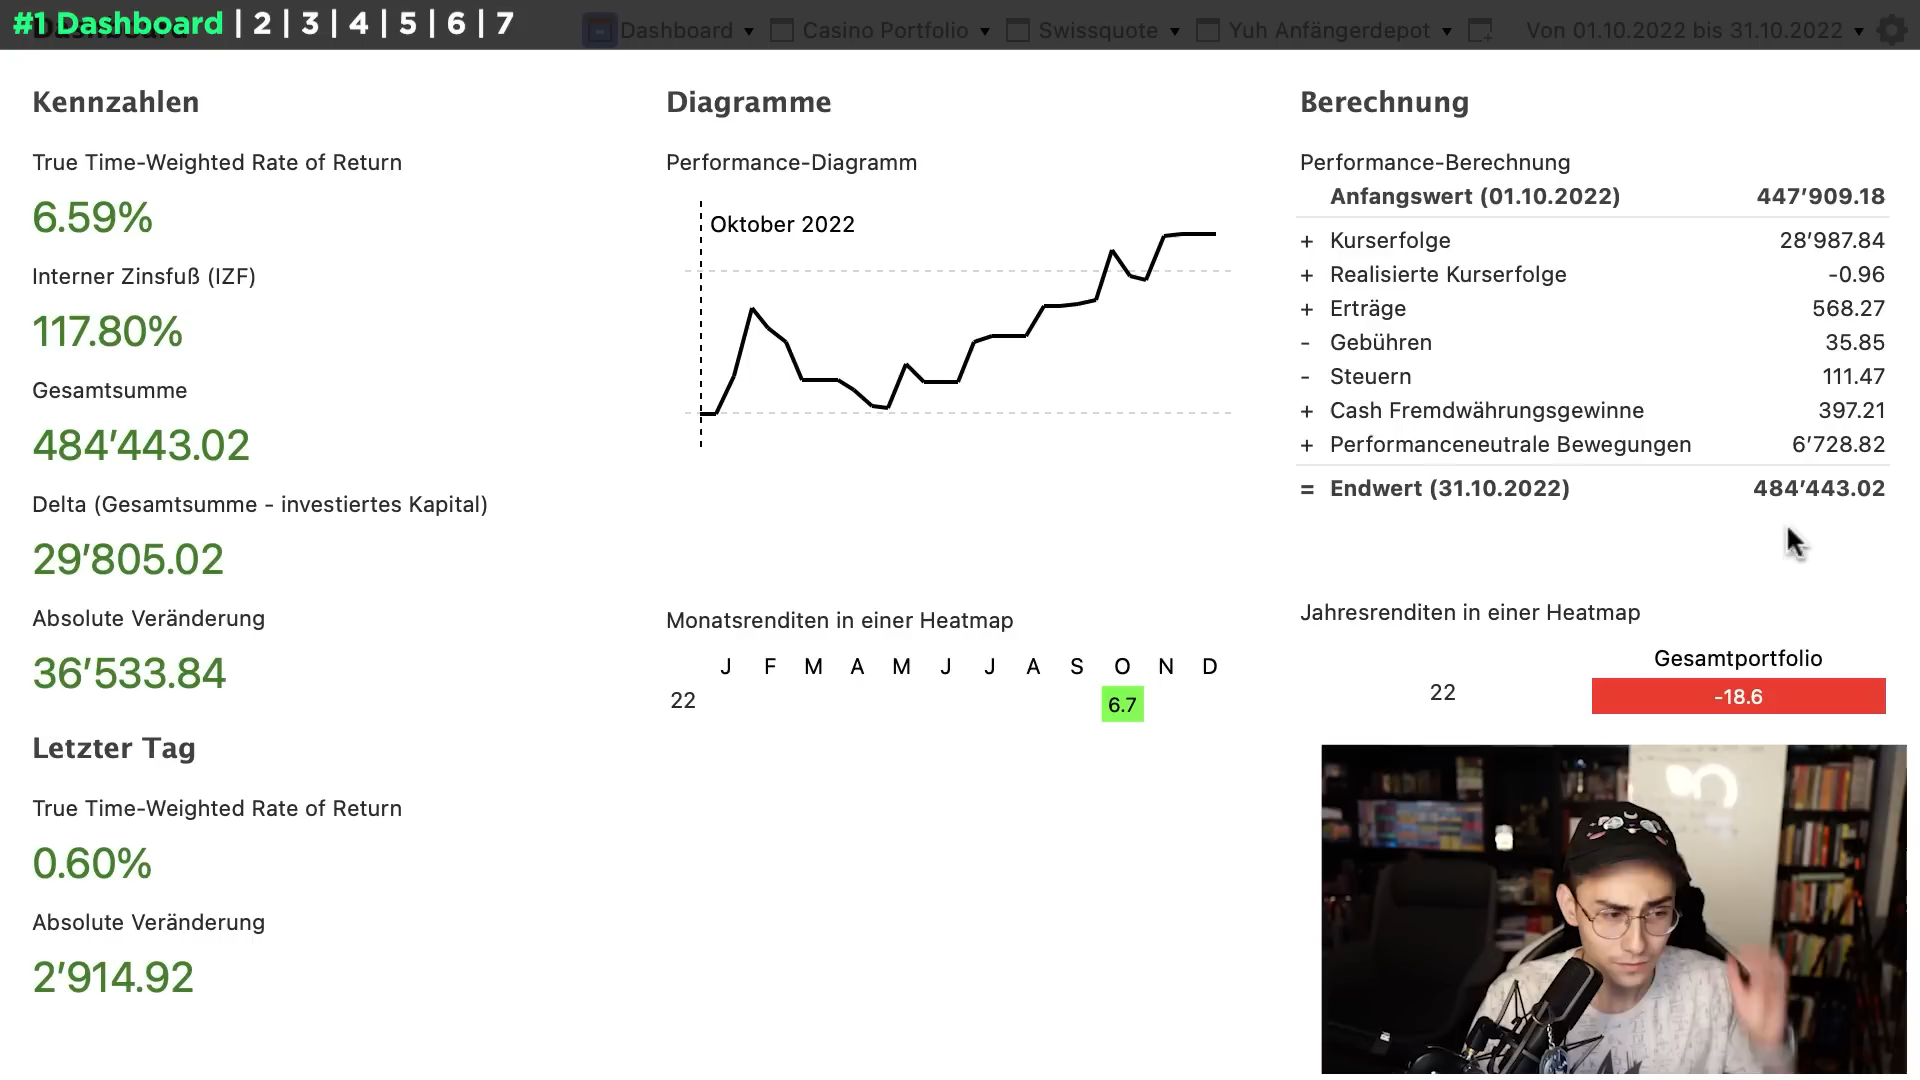 #1 Dashboard | 2 | 3 | 4 | 5 | 6 | 7
Dashboard
Casino Portfolio
Swissquote
Yuh Anfängerdepot
Von 01.10.2022 bis 31.10.2022
Kennzahlen
True Time-Weighted Rate of Return
6.59%
Interner Zinsfuß (IZF)
117.80%
Gesamtsumme
484’443.02
Delta (Gesamtsumme - investiertes Kapital)
29’805.02
Absolute Veränderung
36’533.84
Letzter Tag
True Time-Weighted Rate of Return
0.60%
Absolute Veränderung
2’914.92
Diagramme
Performance-Diagramm
Oktober 2022
Monatsrenditen in einer Heatmap
J F M A M J J A S O N D
22 6.7
Berechnung
Performance-Berechnung
Anfangswert (01.10.2022) 447’909.18
+ Kurserfolge 28’987.84
+ Realisierte Kurserfolge -0.96
+ Erträge 568.27
- Gebühren 35.85
- Steuern 111.47
+ Cash Fremdwährungsgewinne 397.21
+ Performanceneutrale Bewegungen 6’728.82
= Endwert (31.10.2022) 484’443.02
Jahresrenditen in einer Heatmap
Gesamtportfolio
22 -18.6